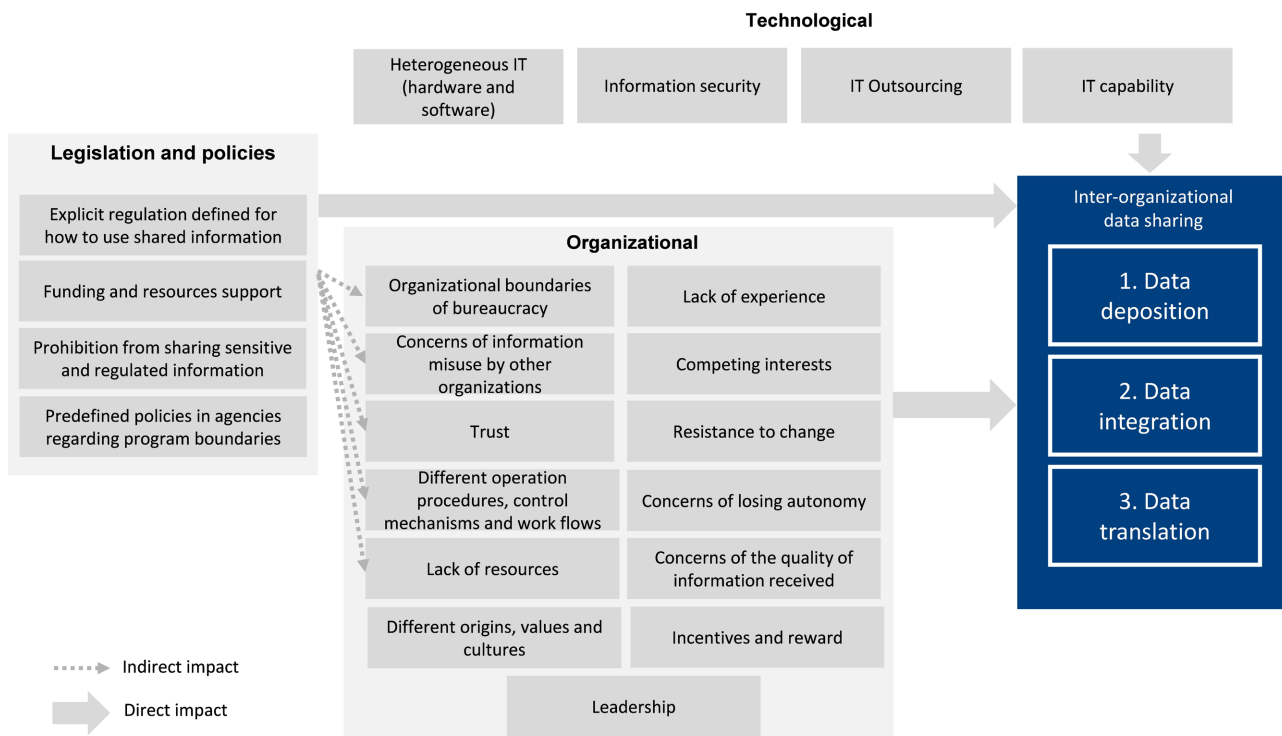 Technological
Heterogeneous IT
(hardware and
software)
Information security
IT Outsourcing
IT capability
Legislation and policies
Explicit regulation defined for
how to use shared information
Funding and resources support
Prohibition from sharing sensitive
and regulated information
Predefined policies in agencies
regarding program boundaries
Organizational
Organizational boundaries
of bureaucracy
Lack of experience
Concerns of information
misuse by other
organizations
Competing interests
Trust
Resistance to change
Different operation
procedures, control
mechanisms and work flows
Concerns of losing autonomy
Lack of resources
Concerns of the quality of
information received
Different origins, values and
cultures
Incentives and reward
Leadership
Inter-organizational
data sharing
1. Data
deposition
2. Data
integration
3. Data
translation
Indirect impact
Direct impact